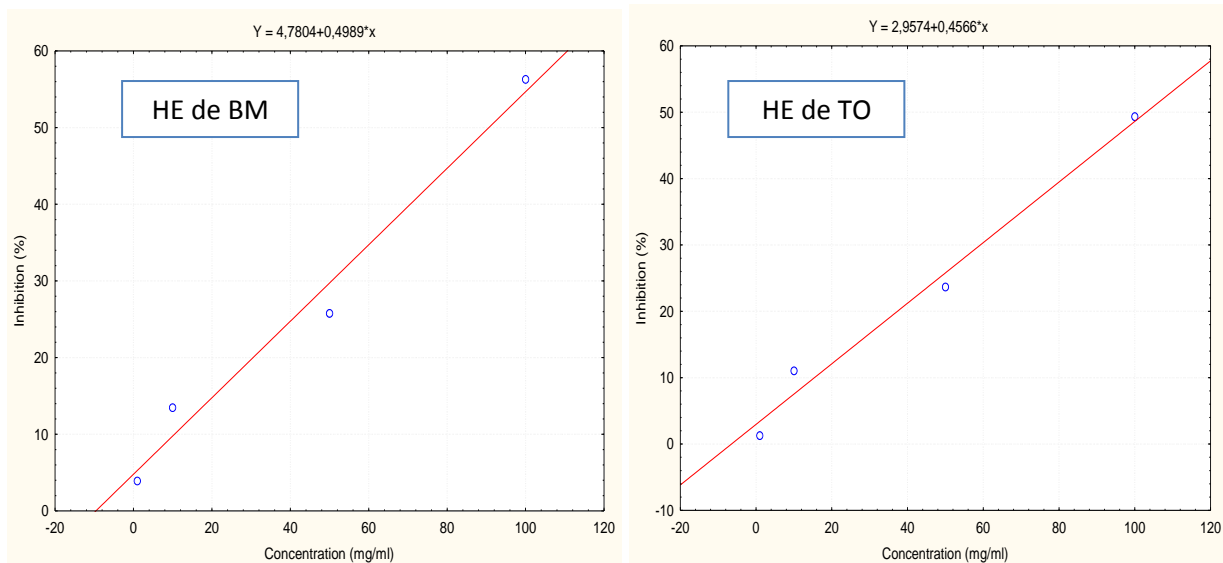 Y = 4,7804+0,4989*x
HE de BM
Inhibition (%)
60
50
40
30
20
10
0
-20 0 20 40 60 80 100 120
Concentration (mg/ml)
Y = 2,9574+0,4566*x
HE de TO
Inhibition (%)
60
50
40
30
20
10
0
-10
-20 0 20 40 60 80 100 120
Concentration (mg/ml)